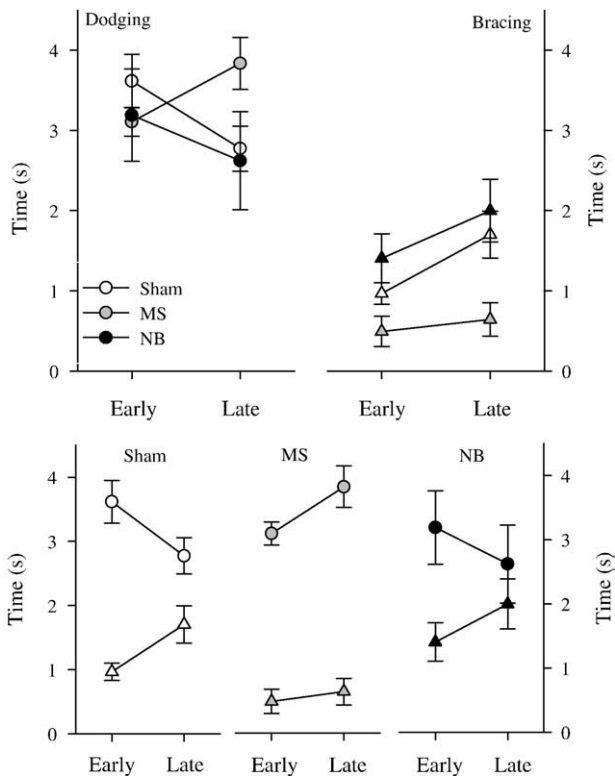 Dodging
Bracing
4
3
2
1
0
Time (s)
Sham
MS
NB
Early Late
4
3
2
1
0
Time (s)
Early Late
Sham
MS
NB
4
3
2
1
0
Time (s)
Early Late
Early Late
Early Late
4
3
2
1
0
Time (s)